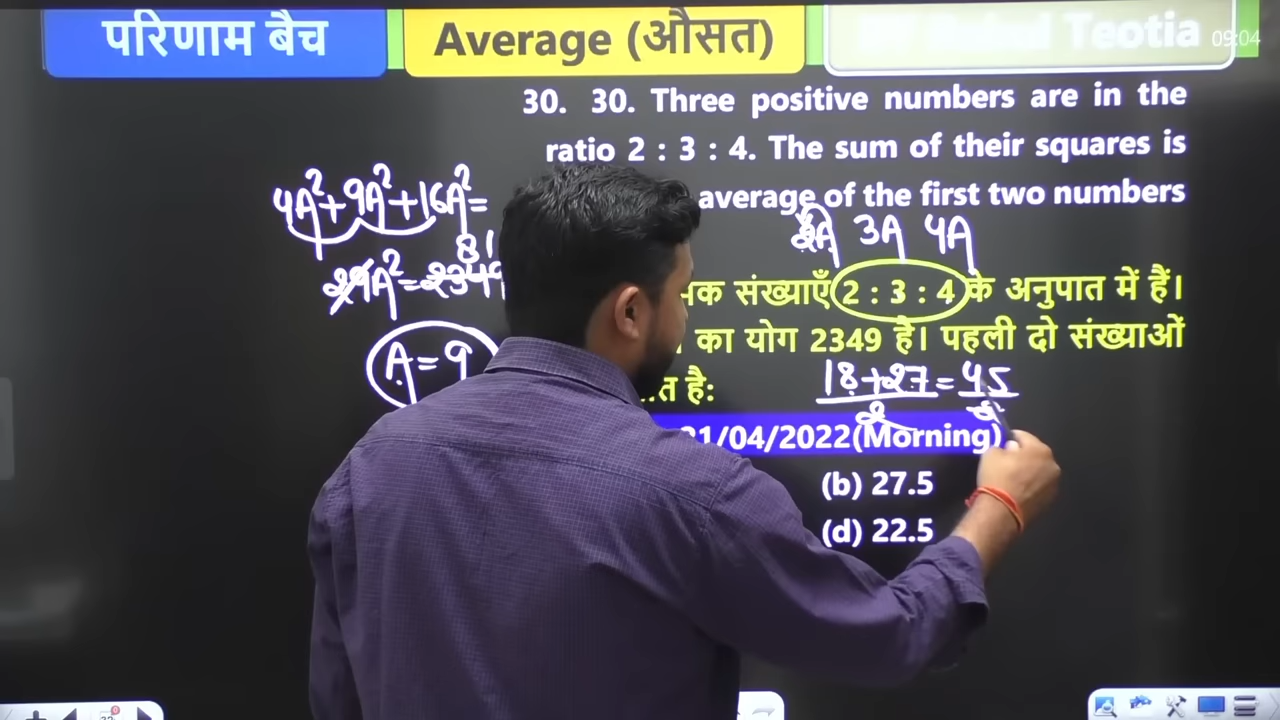 परिणाम बैच
Average (औसत)
Teotia
09:04
30. 30. Three positive numbers are in the
ratio 2 : 3 : 4. The sum of their squares is
average of the first two numbers
4A²+9A²+16A²=
2A 3A 4A
81
29A²=2349
संख्याएँ 2 : 3 : 4 के अनुपात में हैं।
का योग 2349 है। पहली दो संख्याओं
A=9
है:
18+27=45
2 2
/04/2022(Morning)
(b) 27.5
(d) 22.5